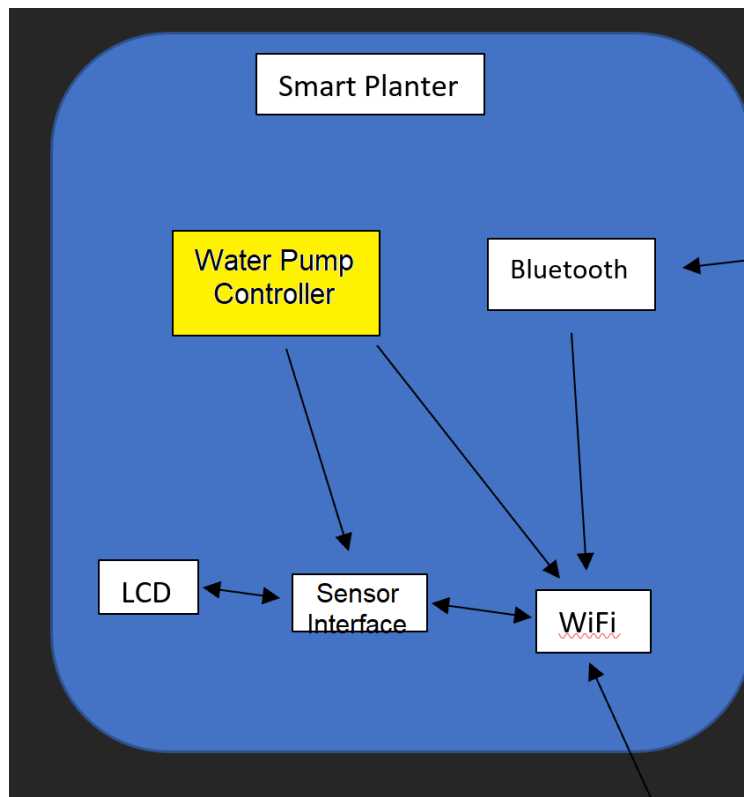 Smart Planter
Water Pump
Controller
Bluetooth
LCD
Sensor
Interface
WiFi